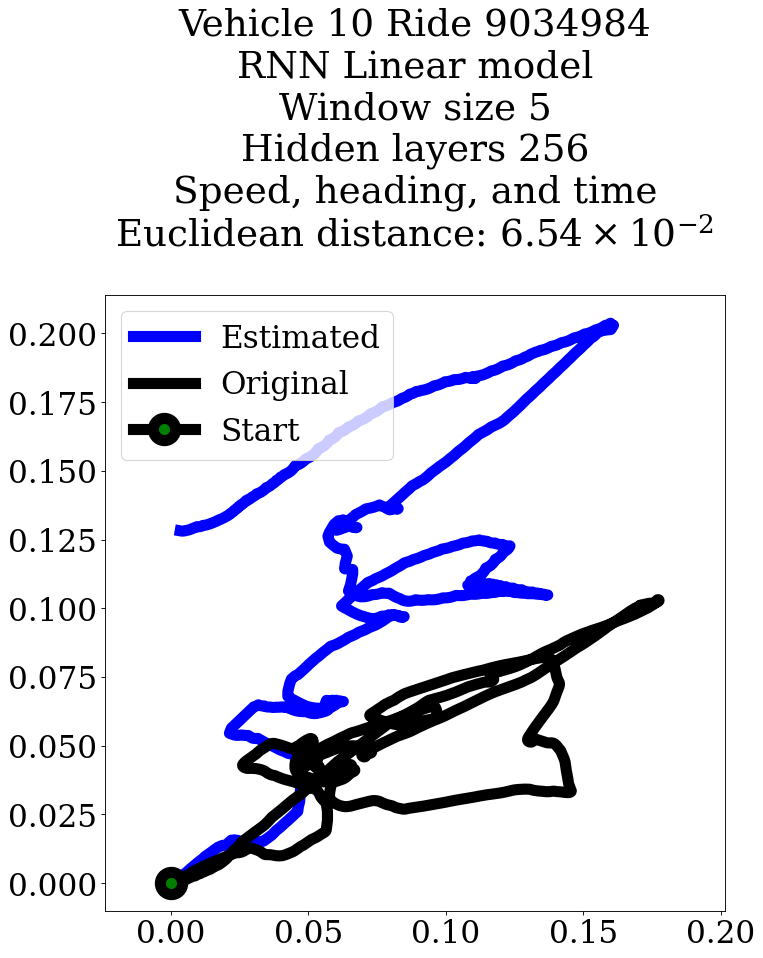 Vehicle 10 Ride 9034984
RNN Linear model
Window size 5
Hidden layers 256
Speed, heading, and time
Euclidean distance: 6.54 × 10⁻²
Estimated
Original
Start
0.200
0.175
0.150
0.125
0.100
0.075
0.050
0.025
0.000
0.00 0.05 0.10 0.15 0.20